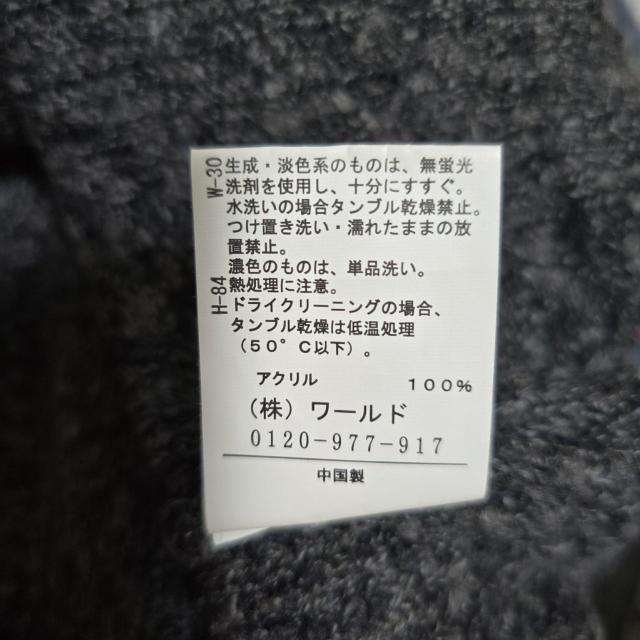 W-30
生成・淡色系のものは、無蛍光
洗剤を使用し、十分にすすぐ。
水洗いの場合タンブル乾燥禁止。
つけ置き洗い・濡れたままの放
置禁止。
濃色のものは、単品洗い。
熱処理に注意。
H-84
ドライクリーニングの場合、
タンブル乾燥は低温処理
（50°C以下）。
アクリル 100%
（株）ワールド
0120-977-917
中国製